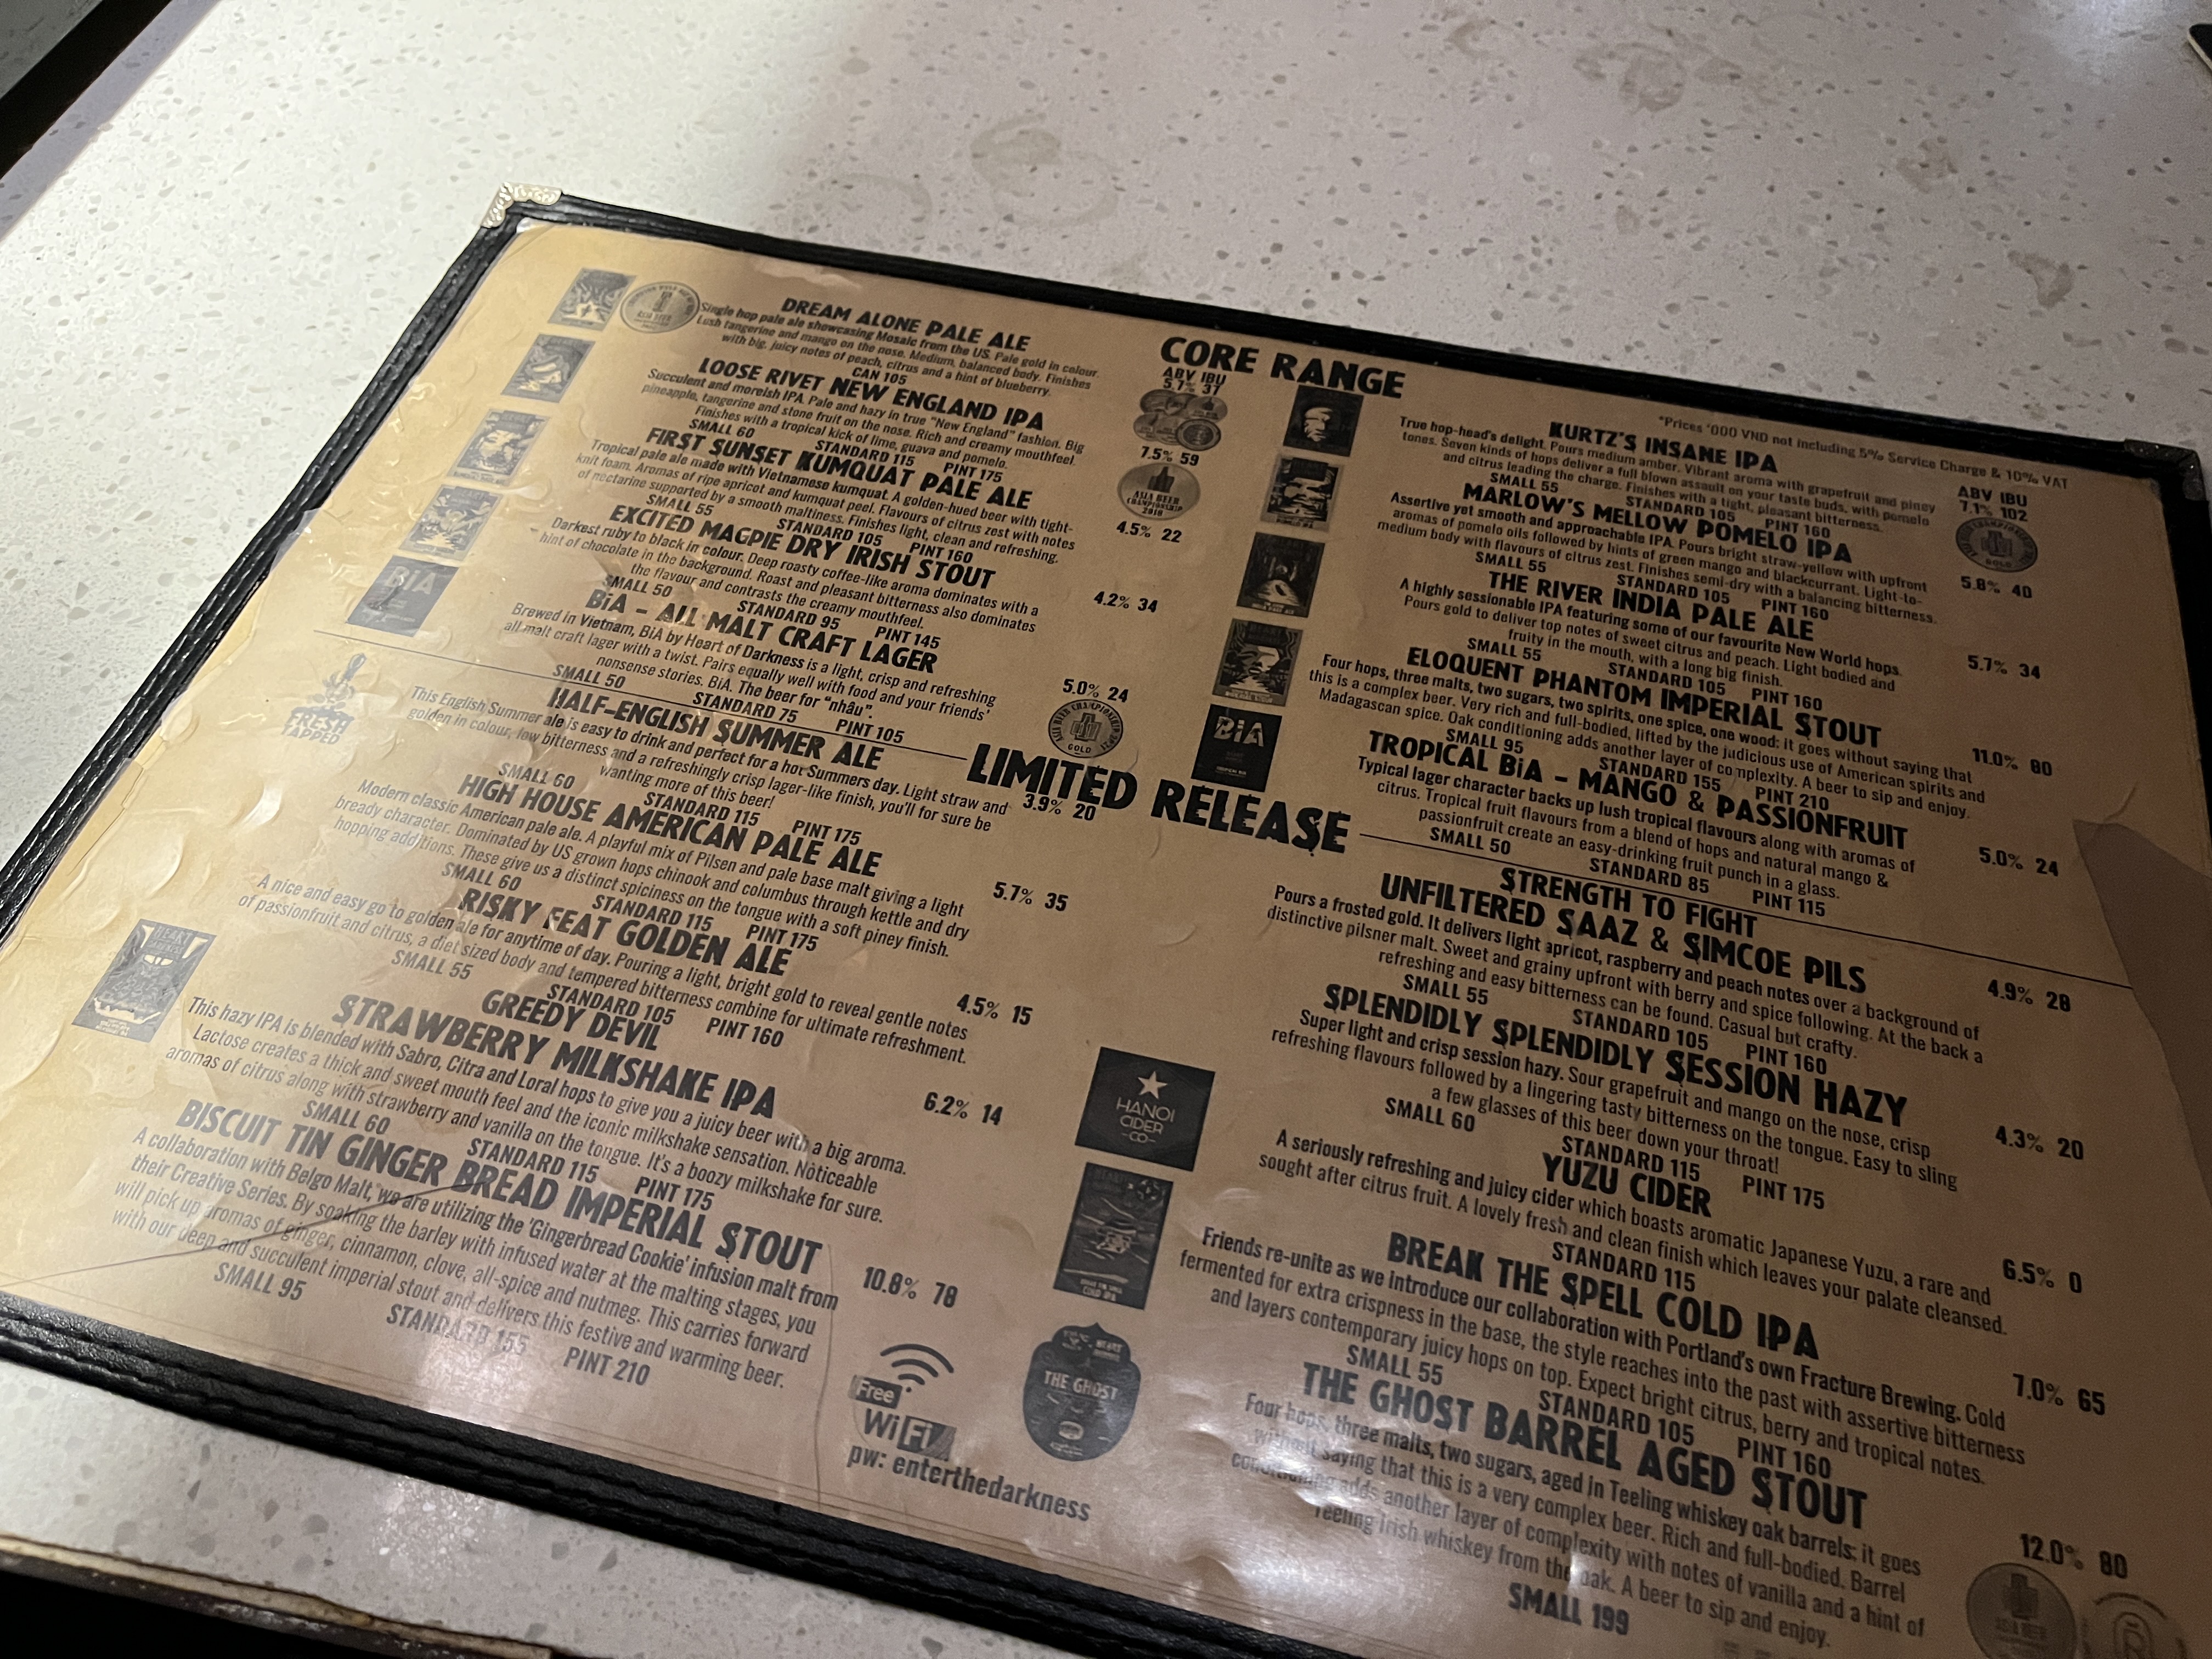 CORE RANGE
*Prices '000 VND not including 5% Service Charge & 10% VAT
DREAM ALONE PALE ALE
Single hop pale ale showcasing Mosaic from the US. Pale gold in colour.
Lush tangerine and mango on the nose. Medium, balanced body. Finishes
with big, juicy notes of peach, citrus and a hint of blueberry.
CAN 105
ABV IBU
5.7% 37
LOOSE RIVET NEW ENGLAND IPA
Succulent and moreish IPA. Pale and hazy in true "New England" fashion. Big
pineapple, tangerine and stone fruit on the nose. Rich and creamy mouthfeel.
Finishes with a tropical kick of lime, guava and pomelo.
SMALL 60 STANDARD 115 PINT 175
7.5% 59
FIRST SUNSET KUMQUAT PALE ALE
Tropical pale ale made with Vietnamese kumquat. A golden-hued beer with tight-
knit foam. Aromas of ripe apricot and kumquat peel. Flavours of citrus zest with notes
of nectarine supported by a smooth maltiness. Finishes light, clean and refreshing.
SMALL 55 STANDARD 105 PINT 160
4.5% 22
EXCITED MAGPIE DRY IRISH STOUT
Darkest ruby to black in colour. Deep roasty coffee-like aroma dominates with a
hint of chocolate in the background. Roast and pleasant bitterness also dominates
the flavour and contrasts the creamy mouthfeel.
SMALL 50 STANDARD 95 PINT 145
4.2% 34
BiA
BiA - ALL MALT CRAFT LAGER
Brewed in Vietnam, BiA by Heart of Darkness is a light, crisp and refreshing
all malt craft lager with a twist. Pairs equally well with food and your friends'
nonsense stories. BiA. The beer for "nhậu".
SMALL 50 STANDARD 75 PINT 105
5.0% 24
GOLD
KURTZ'S INSANE IPA
True hop-head's delight. Pours medium amber. Vibrant aroma with grapefruit and piney
tones. Seven kinds of hops deliver a full blown assault on your taste buds, with pomelo
and citrus leading the charge. Finishes with a tight, pleasant bitterness.
SMALL 55 STANDARD 105 PINT 160
ABV IBU
7.1% 102
GOLD
MARLOW'S MELLOW POMELO IPA
Assertive yet smooth and approachable IPA. Pours bright straw-yellow with upfront
aromas of pomelo oils followed by hints of green mango and blackcurrant. Light-to-
medium body with flavours of citrus zest. Finishes semi-dry with a balancing bitterness.
SMALL 55 STANDARD 105 PINT 160
5.8% 40
THE RIVER INDIA PALE ALE
A highly sessionable IPA featuring some of our favourite New World hops.
Pours gold to deliver top notes of sweet citrus and peach. Light bodied and
fruity in the mouth, with a long big finish.
SMALL 55 STANDARD 105 PINT 160
5.7% 34
ELOQUENT PHANTOM IMPERIAL STOUT
Four hops, three malts, two sugars, two spirits, one spice, one wood; it goes without saying that
this is a complex beer. Very rich and full-bodied, lifted by the judicious use of American spirits and
Madagascan spice. Oak conditioning adds another layer of complexity. A beer to sip and enjoy.
SMALL 95 STANDARD 155 PINT 210
11.0% 80
BiA
TROPICAL BiA - MANGO & PASSIONFRUIT
Typical lager character backs up lush tropical flavours along with aromas of
citrus. Tropical fruit flavours from a blend of hops and natural mango &
passionfruit create an easy-drinking fruit punch in a glass.
SMALL 50 STANDARD 85 PINT 115
5.0% 24
LIMITED RELEASE
FRESH
TAPPED
HALF-ENGLISH SUMMER ALE
This English Summer ale is easy to drink and perfect for a hot Summers day. Light straw and
golden in colour, low bitterness and a refreshingly crisp lager-like finish, you'll for sure be
wanting more of this beer!
SMALL 60 STANDARD 115 PINT 175
3.9% 20
HIGH HOUSE AMERICAN PALE ALE
Modern classic American pale ale. A playful mix of Pilsen and pale base malt giving a light
bready character. Dominated by US grown hops chinook and columbus through kettle and dry
hopping additions. These give us a distinct spiciness on the tongue with a soft piney finish.
SMALL 60 STANDARD 115 PINT 175
5.7% 35
RISKY FEAT GOLDEN ALE
A nice and easy go to golden ale for anytime of day. Pouring a light, bright gold to reveal gentle notes
of passionfruit and citrus, a diet sized body and tempered bitterness combine for ultimate refreshment.
SMALL 55 STANDARD 105 PINT 160
4.5% 15
GREEDY DEVIL
STRAWBERRY MILKSHAKE IPA
This hazy IPA is blended with Sabro, Citra and Loral hops to give you a juicy beer with a big aroma.
Lactose creates a thick and sweet mouth feel and the iconic milkshake sensation. Noticeable
aromas of citrus along with strawberry and vanilla on the tongue. It's a boozy milkshake for sure.
SMALL 60 STANDARD 115 PINT 175
6.2% 14
BISCUIT TIN GINGER BREAD IMPERIAL STOUT
A collaboration with Belgo Malt, we are utilizing the 'Gingerbread Cookie' infusion malt from
their Creative Series. By soaking the barley with infused water at the malting stages, you
will pick up aromas of ginger, cinnamon, clove, all-spice and nutmeg. This carries forward
with our deep and succulent imperial stout and delivers this festive and warming beer.
SMALL 95 STANDARD 155 PINT 210
10.8% 78
Free
WiFi
pw: enterthedarkness
STRENGTH TO FIGHT
UNFILTERED SAAZ & SIMCOE PILS
Pours a frosted gold. It delivers light apricot, raspberry and peach notes over a background of
distinctive pilsner malt. Sweet and grainy upfront with berry and spice following. At the back a
refreshing and easy bitterness can be found. Casual but crafty.
SMALL 55 STANDARD 105 PINT 160
4.9% 28
SPLENDIDLY SPLENDIDLY SESSION HAZY
Super light and crisp session hazy. Sour grapefruit and mango on the nose, crisp
refreshing flavours followed by a lingering tasty bitterness on the tongue. Easy to sling
a few glasses of this beer down your throat!
SMALL 60 STANDARD 115 PINT 175
4.3% 20
HANOI
CIDER
-CO-
YUZU CIDER
A seriously refreshing and juicy cider which boasts aromatic Japanese Yuzu, a rare and
sought after citrus fruit. A lovely fresh and clean finish which leaves your palate cleansed.
STANDARD 115
6.5% 0
BREAK THE SPELL COLD IPA
Friends re-unite as we introduce our collaboration with Portland's own Fracture Brewing. Cold
fermented for extra crispness in the base, the style reaches into the past with assertive bitterness
and layers contemporary juicy hops on top. Expect bright citrus, berry and tropical notes.
SMALL 55 STANDARD 105 PINT 160
7.0% 65
THE GHOST
THE GHOST BARREL AGED STOUT
Four hops, three malts, two sugars, aged in Teeling whiskey oak barrels; it goes
without saying that this is a very complex beer. Rich and full-bodied. Barrel
conditioning adds another layer of complexity with notes of vanilla and a hint of
Teeling Irish whiskey from the oak. A beer to sip and enjoy.
SMALL 199
12.0% 80